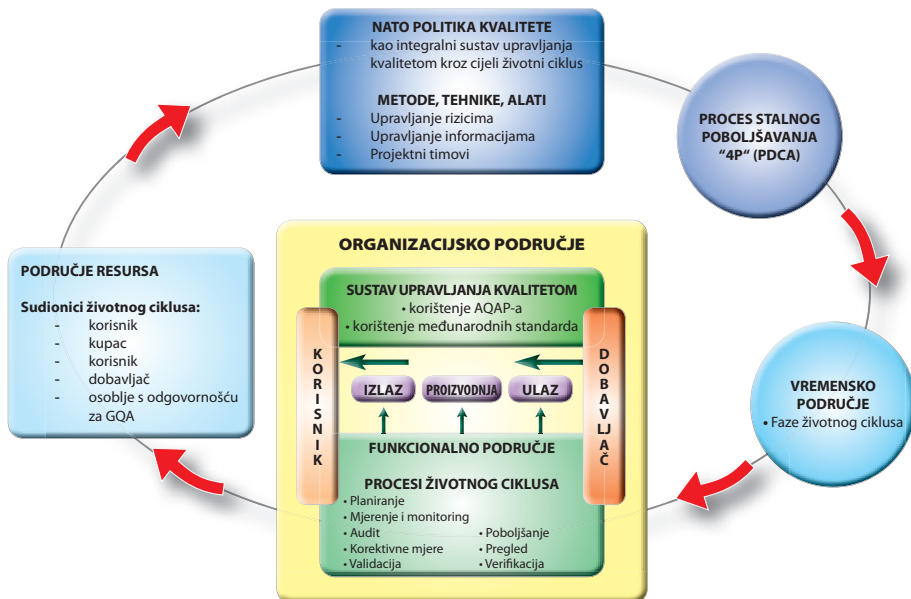 NATO POLITIKA KVALITETE
- kao integralni sustav upravljanja
kvalitetom kroz cijeli životni ciklus
METODE, TEHNIKE, ALATI
- Upravljanje rizicima
- Upravljanje informacijama
- Projektni timovi
PROCES STALNOG
POBOLJŠAVANJA
"4P" (PDCA)
VREMENSKO
PODRUČJE
• Faze životnog ciklusa
PODRUČJE RESURSA
Sudionici životnog ciklusa:
- korisnik
- kupac
- korisnik
- dobavljač
- osoblje s odgovornošću
za GQA
ORGANIZACIJSKO PODRUČJE
SUSTAV UPRAVLJANJA KVALITETOM
• korištenje AQAP-a
• korištenje međunarodnih standarda
KORISNIK
IZLAZ
PROIZVODNJA
ULAZ
DOBAVLJAČ
FUNKCIONALNO PODRUČJE
PROCESI ŽIVOTNOG CIKLUSA
• Planiranje
• Mjerenje i monitoring
• Audit
• Poboljšanje
• Korektivne mjere
• Pregled
• Validacija
• Verifikacija